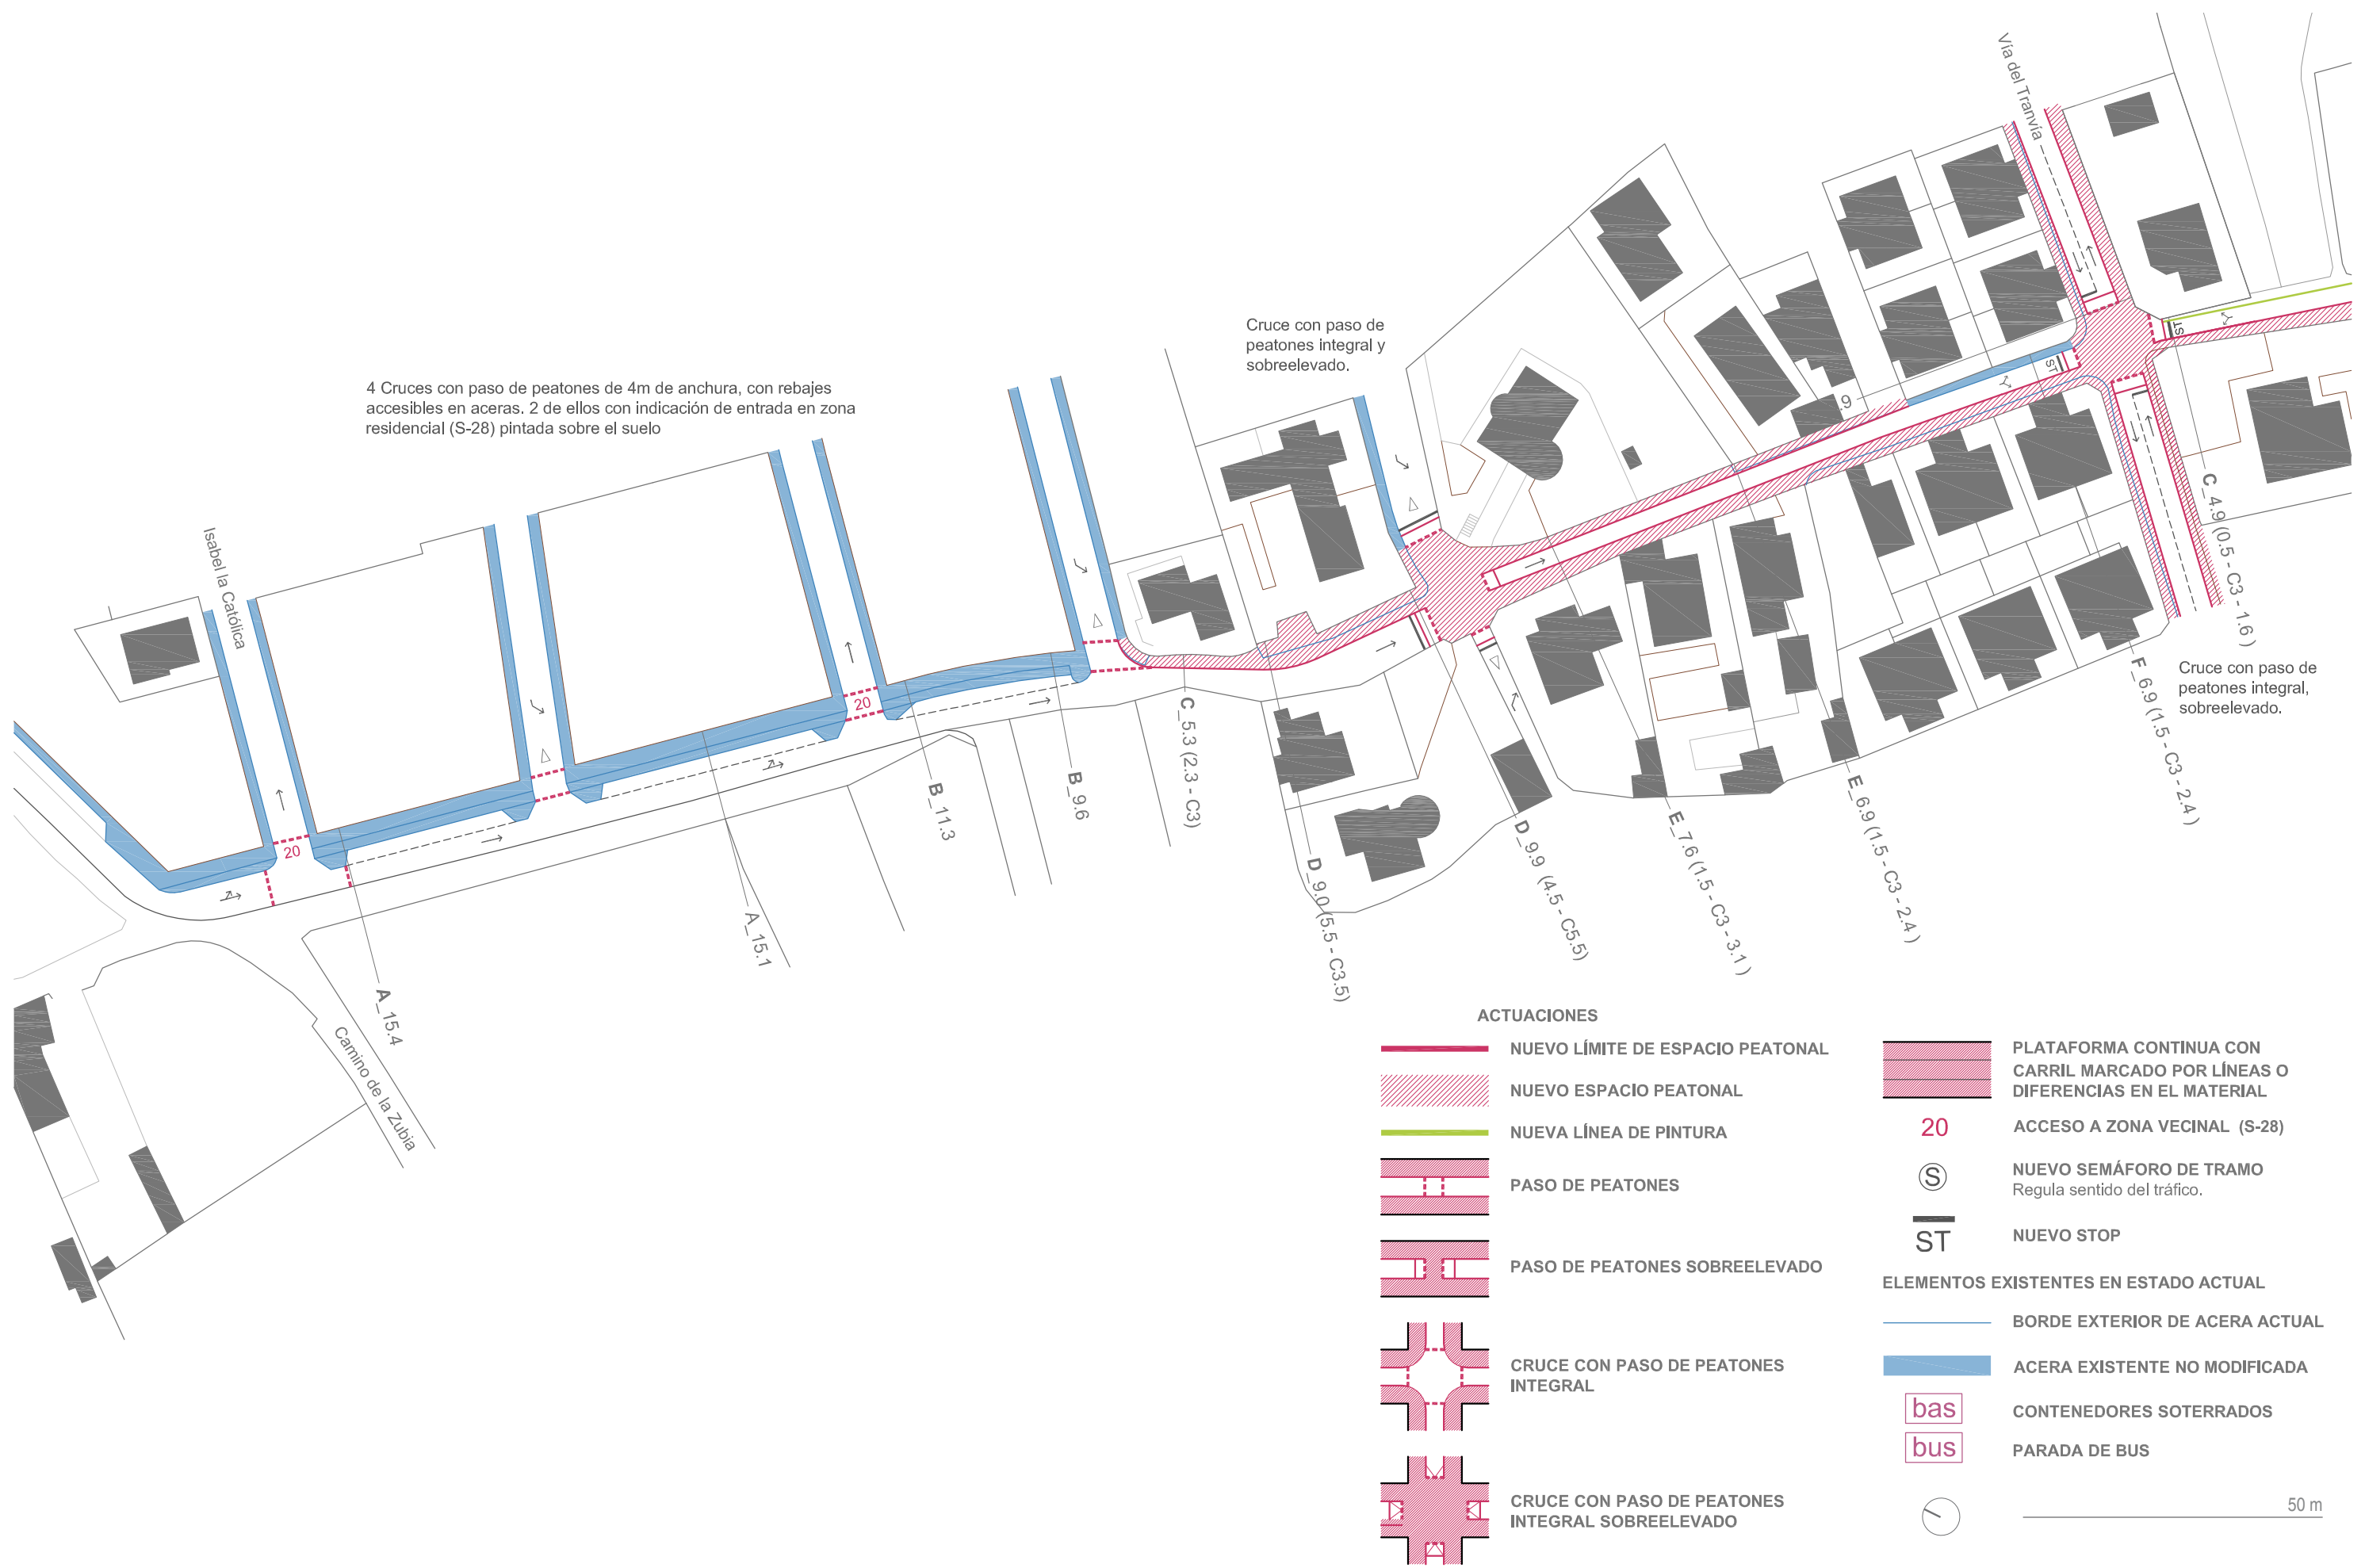 Vía del Tranvía
Cruce con paso de
peatones integral y
sobreelevado.
4 Cruces con paso de peatones de 4m de anchura, con rebajes
accesibles en aceras. 2 de ellos con indicación de entrada en zona
residencial (S-28) pintada sobre el suelo
ST
ST
Isabel la Católica
20
20
Cruce con paso de
peatones integral,
sobreelevado.
A_15.4
A_15.1
B_11.3
B_9.6
C_5.3 (2.3 - C3)
D_9.0 (5.5 - C3.5)
D_9.9 (4.5 - C5.5)
E_7.6 (1.5 - C3 - 3.1 )
E_6.9 (1.5 - C3 - 2.4 )
F_6.9 (1.5 - C3 - 2.4 )
C_4.9 (0.5 - C3 - 1.6 )
Camino de la Zubia
ACTUACIONES
NUEVO LÍMITE DE ESPACIO PEATONAL
NUEVO ESPACIO PEATONAL
NUEVA LÍNEA DE PINTURA
PASO DE PEATONES
PASO DE PEATONES SOBREELEVADO
CRUCE CON PASO DE PEATONES
INTEGRAL
CRUCE CON PASO DE PEATONES
INTEGRAL SOBREELEVADO
PLATAFORMA CONTINUA CON
CARRIL MARCADO POR LÍNEAS O
DIFERENCIAS EN EL MATERIAL
20 ACCESO A ZONA VECINAL (S-28)
S NUEVO SEMÁFORO DE TRAMO
Regula sentido del tráfico.
ST NUEVO STOP
ELEMENTOS EXISTENTES EN ESTADO ACTUAL
BORDE EXTERIOR DE ACERA ACTUAL
ACERA EXISTENTE NO MODIFICADA
bas CONTENEDORES SOTERRADOS
bus PARADA DE BUS
50 m